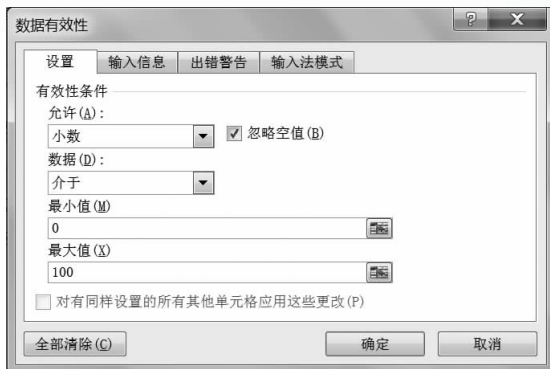 数据有效性
设置 输入信息 出错警告 输入法模式
有效性条件
允许(A):
小数 忽略空值(B)
数据(D):
介于
最小值(M)
0
最大值(X)
100
对有同样设置的所有其他单元格应用这些更改(P)
全部清除(C) 确定 取消